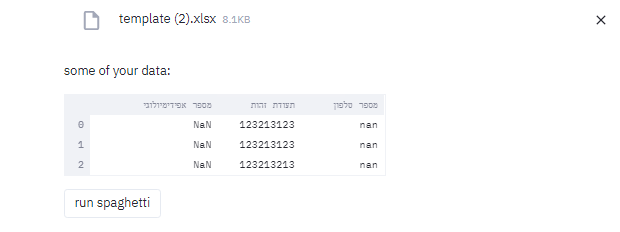 template (2).xlsx 8.1KB
some of your data:
מספר אפידימיולוגי תעודת זהות מספר טלפון
0 NaN 123213123 nan
1 NaN 123213123 nan
2 NaN 123213213 nan
run spaghetti